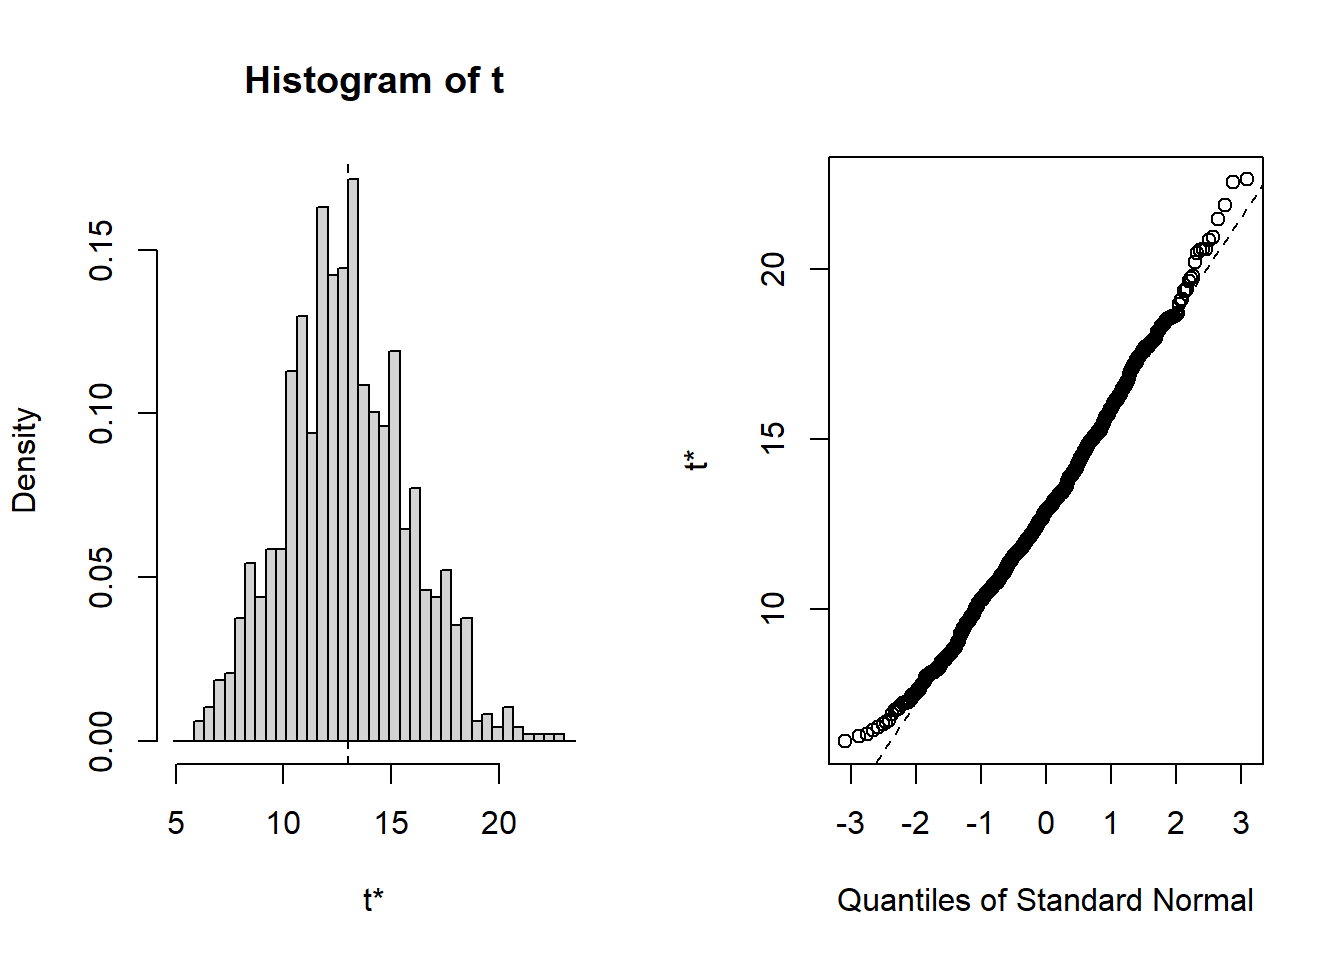 Histogram of t
Density
0.00 0.05 0.10 0.15
5 10 15 20
t*
t*
10 15 20
-3 -2 -1 0 1 2 3
Quantiles of Standard Normal